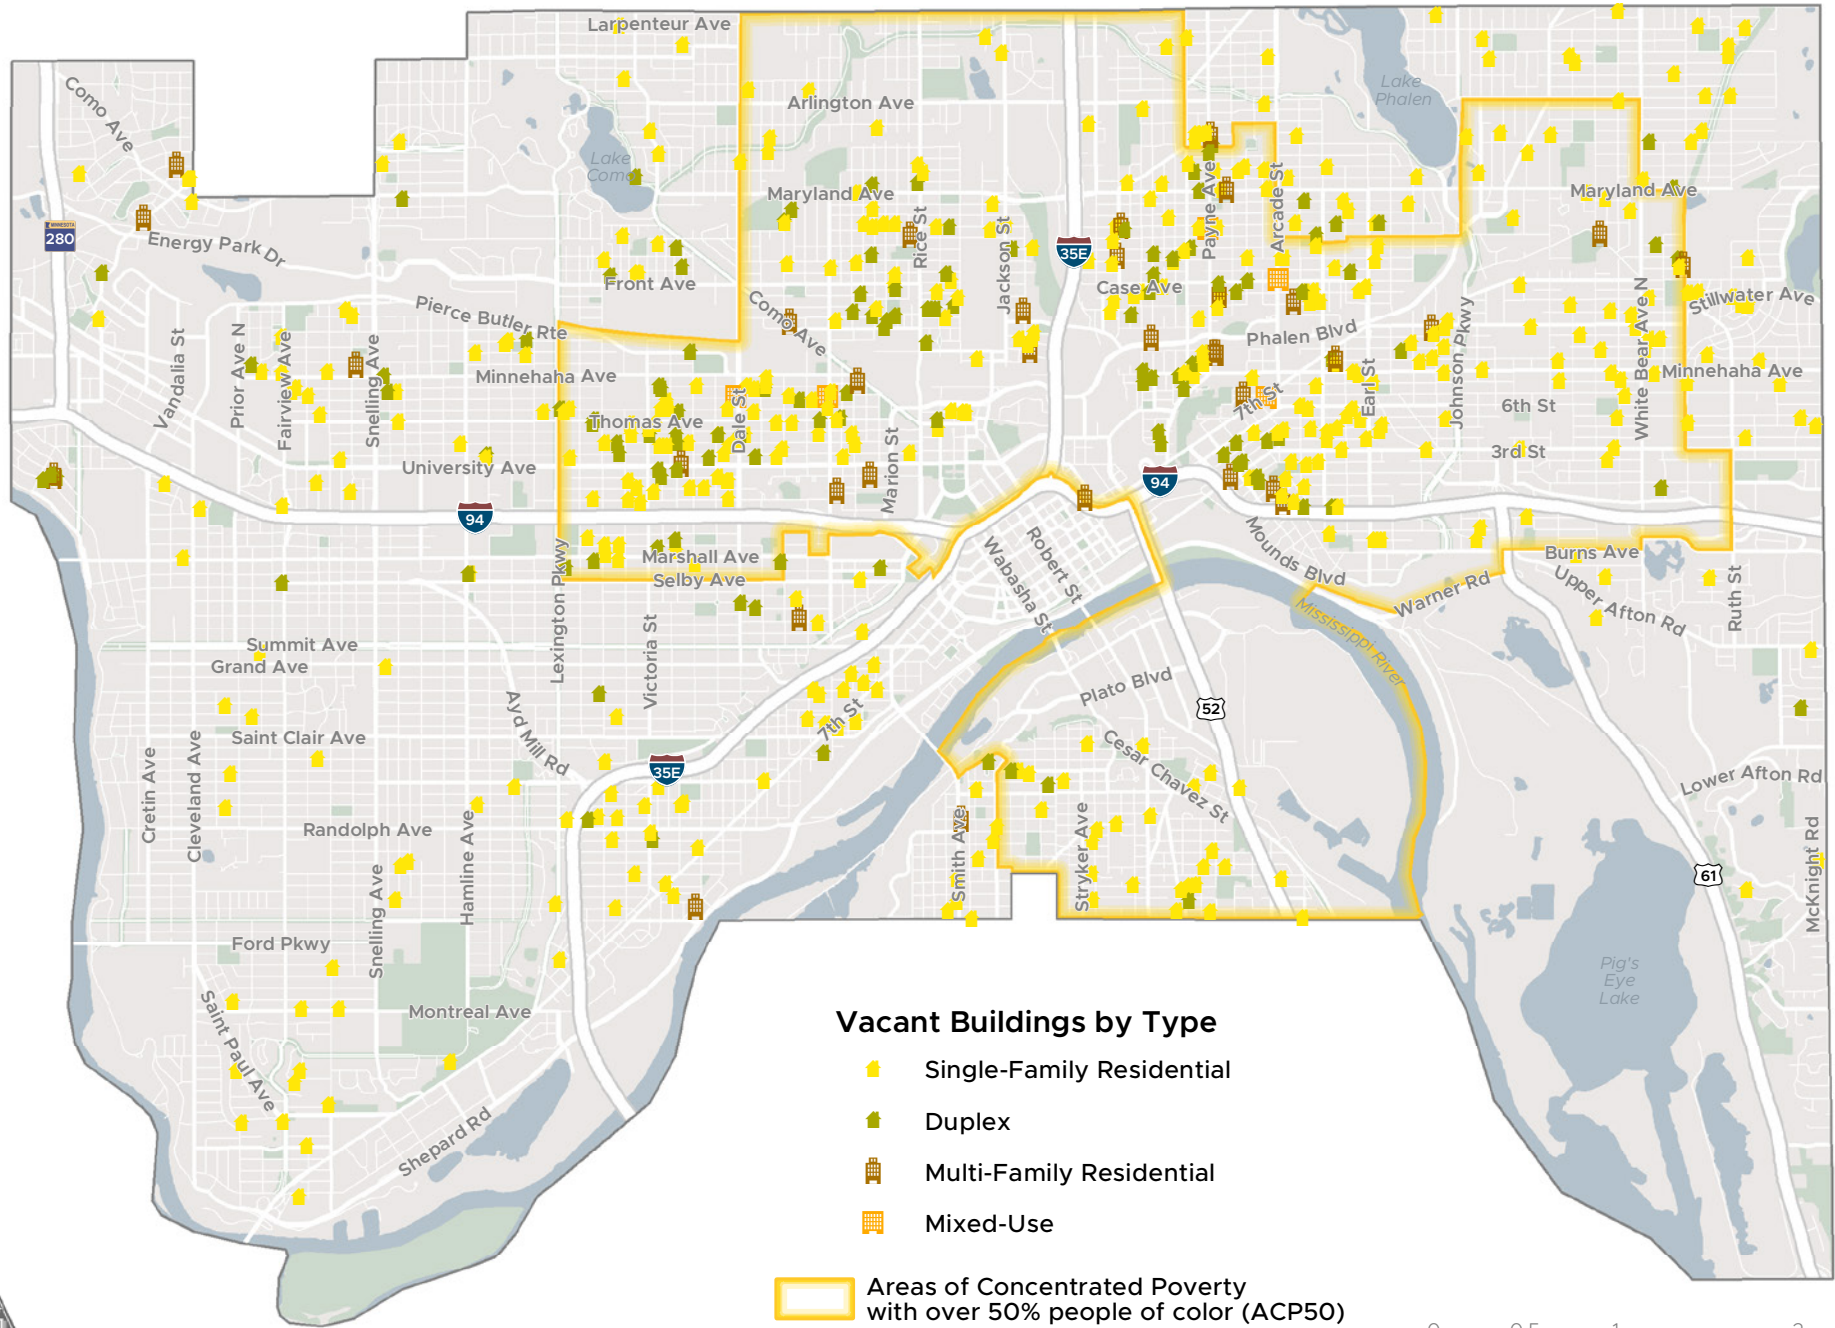 Larpenteur Ave
Como Ave
Arlington Ave
Lake
Phalen
Lake
Como
Maryland Ave
Maryland Ave
Rice St
Jackson St
Payne Ave
Arcade St
MINNESOTA
280
Energy Park Dr
35E
Front Ave
Case Ave
Pierce Butler Rte
Como Ave
Phalen Blvd
Stillwater Ave
Vandalia St
Prior Ave N
Fairview Ave
Snelling Ave
Minnehaha Ave
Minnehaha Ave
Dale St
Thomas Ave
7th St
Earl St
Johnson Pkwy
White Bear Ave N
6th St
3rd St
University Ave
Marion St
94
94
Marshall Ave
Selby Ave
Lexington Pkwy
Victoria St
Robert St
Wabasha St
Mounds Blvd
Burns Ave
Warner Rd
Upper Afton Rd
Ruth St
Mississippi River
Summit Ave
Grand Ave
Plato Blvd
52
Ayd Mill Rd
7th St
Saint Clair Ave
Cesar Chavez St
35E
Cretin Ave
Cleveland Ave
Lower Afton Rd
Randolph Ave
Hamline Ave
Snelling Ave
Smith Ave
Stryker Ave
61
McKnight Rd
Ford Pkwy
Pig's
Eye
Lake
Saint Paul Ave
Montreal Ave
Shepard Rd
Vacant Buildings by Type
Single-Family Residential
Duplex
Multi-Family Residential
Mixed-Use
Areas of Concentrated Poverty
with over 50% people of color (ACP50)